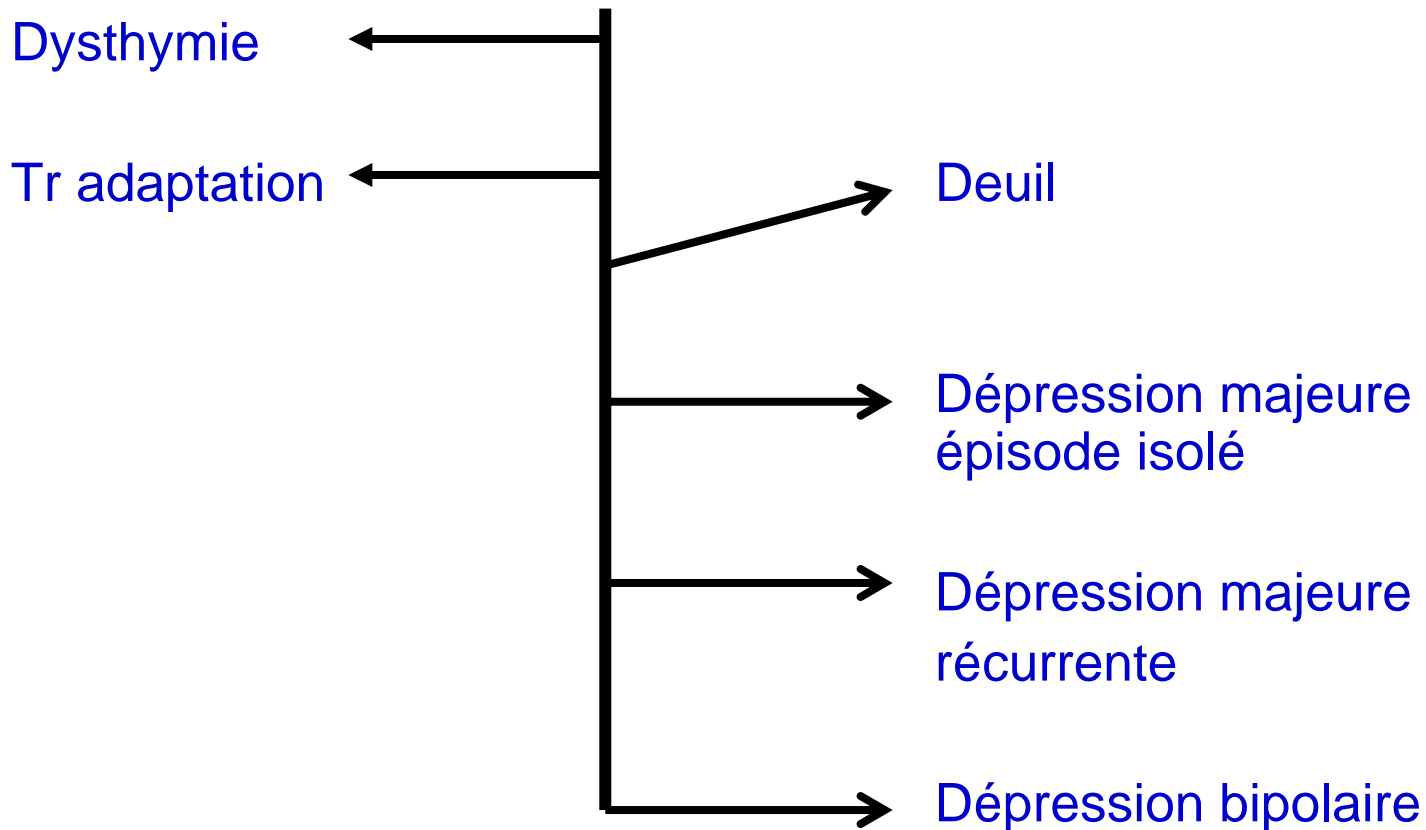 Dysthymie
Tr adaptation
Deuil
Dépression majeure
épisode isolé
Dépression majeure
récurrente
Dépression bipolaire